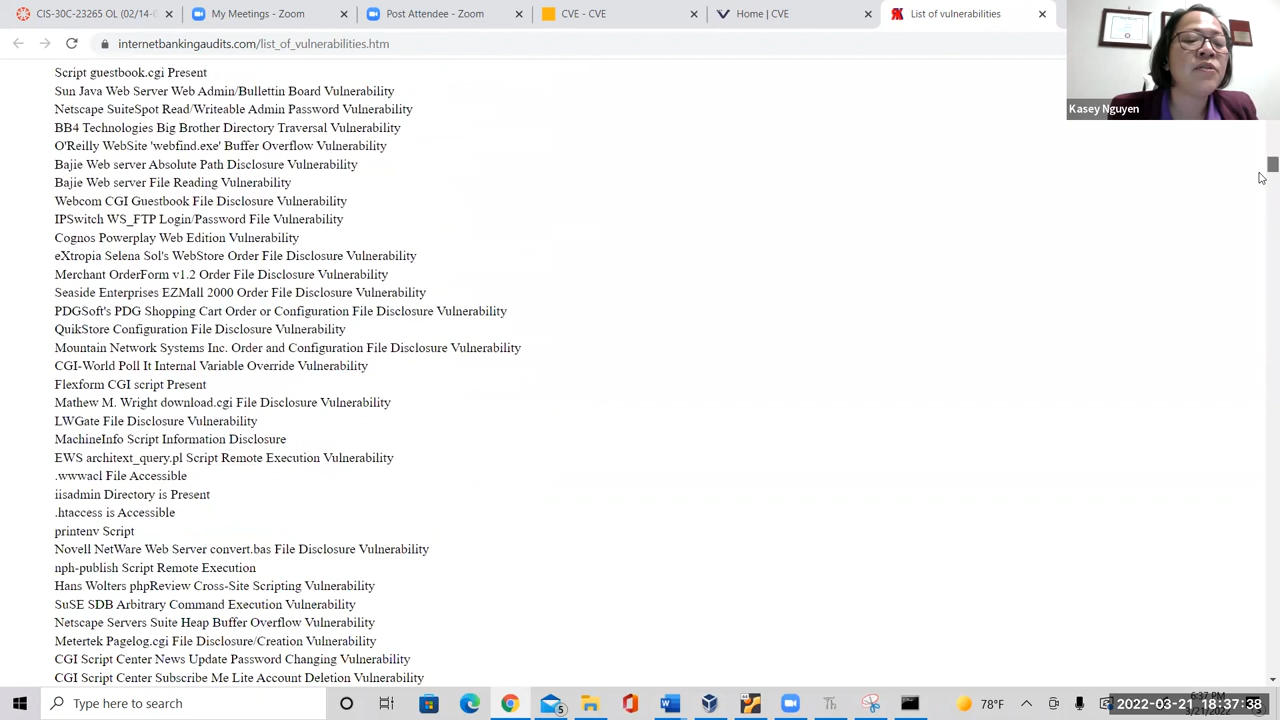 CIS-30C-23265 OL (02/14-
My Meetings - Zoom
Post Attendee - Zoom
CVE - CVE
Home | CVE
List of vulnerabilities
internetbankingaudits.com/list_of_vulnerabilities.htm
Kasey Nguyen
Script guestbook.cgi Present
Sun Java Web Server Web Admin/Bullettin Board Vulnerability
Netscape SuiteSpot Read/Writeable Admin Password Vulnerability
BB4 Technologies Big Brother Directory Traversal Vulnerability
O'Reilly WebSite 'webfind.exe' Buffer Overflow Vulnerability
Bajie Web server Absolute Path Disclosure Vulnerability
Bajie Web server File Reading Vulnerability
Webcom CGI Guestbook File Disclosure Vulnerability
IPSwitch WS_FTP Login/Password File Vulnerability
Cognos Powerplay Web Edition Vulnerability
eXtropia Selena Sol's WebStore Order File Disclosure Vulnerability
Merchant OrderForm v1.2 Order File Disclosure Vulnerability
Seaside Enterprises EZMall 2000 Order File Disclosure Vulnerability
PDGSoft's PDG Shopping Cart Order or Configuration File Disclosure Vulnerability
QuikStore Configuration File Disclosure Vulnerability
Mountain Network Systems Inc. Order and Configuration File Disclosure Vulnerability
CGI-World Poll It Internal Variable Override Vulnerability
Flexform CGI script Present
Mathew M. Wright download.cgi File Disclosure Vulnerability
LWGate File Disclosure Vulnerability
MachineInfo Script Information Disclosure
EWS architext_query.pl Script Remote Execution Vulnerability
.wwwacl File Accessible
iisadmin Directory is Present
.htaccess is Accessible
printenv Script
Novell NetWare Web Server convert.bas File Disclosure Vulnerability
nph-publish Script Remote Execution
Hans Wolters phpReview Cross-Site Scripting Vulnerability
SuSE SDB Arbitrary Command Execution Vulnerability
Netscape Servers Suite Heap Buffer Overflow Vulnerability
Metertek Pagelog.cgi File Disclosure/Creation Vulnerability
CGI Script Center News Update Password Changing Vulnerability
CGI Script Center Subscribe Me Lite Account Deletion Vulnerability
Type here to search
5
64
78°F
6:37 PM
2022-03-21 18:37:38
3/21/2022